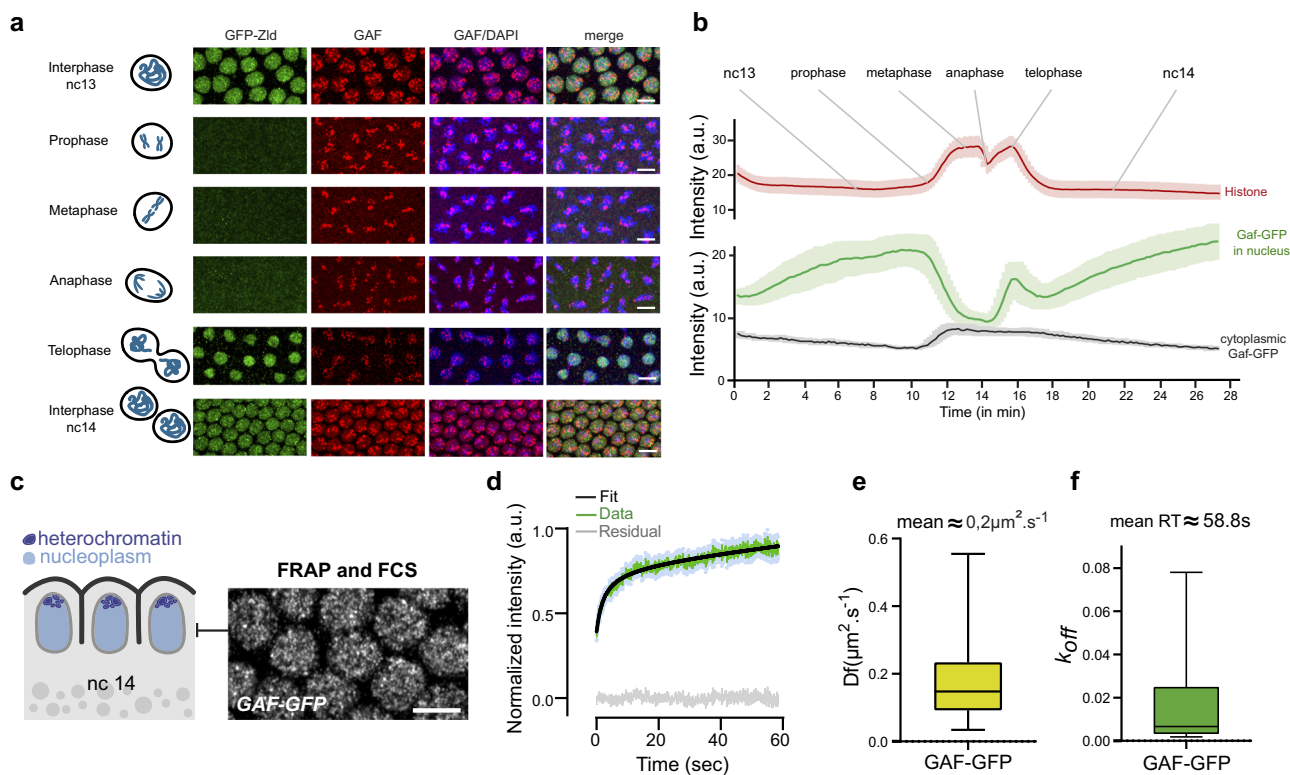 a
GFP-Zld GAF GAF/DAPI merge
Interphase
nc13
Prophase
Metaphase
Anaphase
Telophase
Interphase
nc14
b
nc13 prophase metaphase anaphase telophase nc14
Intensity (a.u.)
30
20
10
Histone
Intensity (a.u.)
20
10
0
Gaf-GFP
in nucleus
cytoplasmic
Gaf-GFP
0 2 4 6 8 10 12 14 16 18 20 22 24 26 28
Time (in min)
c
heterochromatin
nucleoplasm
nc 14
FRAP and FCS
GAF-GFP
d
Fit
Data
Residual
Normalized intensity (a.u.)
1.0
0.5
0.0
0 20 40 60
Time (sec)
e
mean ≈ 0,2µm².s⁻¹
Df(µm².s⁻¹)
0.6
0.4
0.2
0.0
GAF-GFP
f
mean RT ≈ 58.8s
koff
0.08
0.06
0.04
0.02
0.00
GAF-GFP